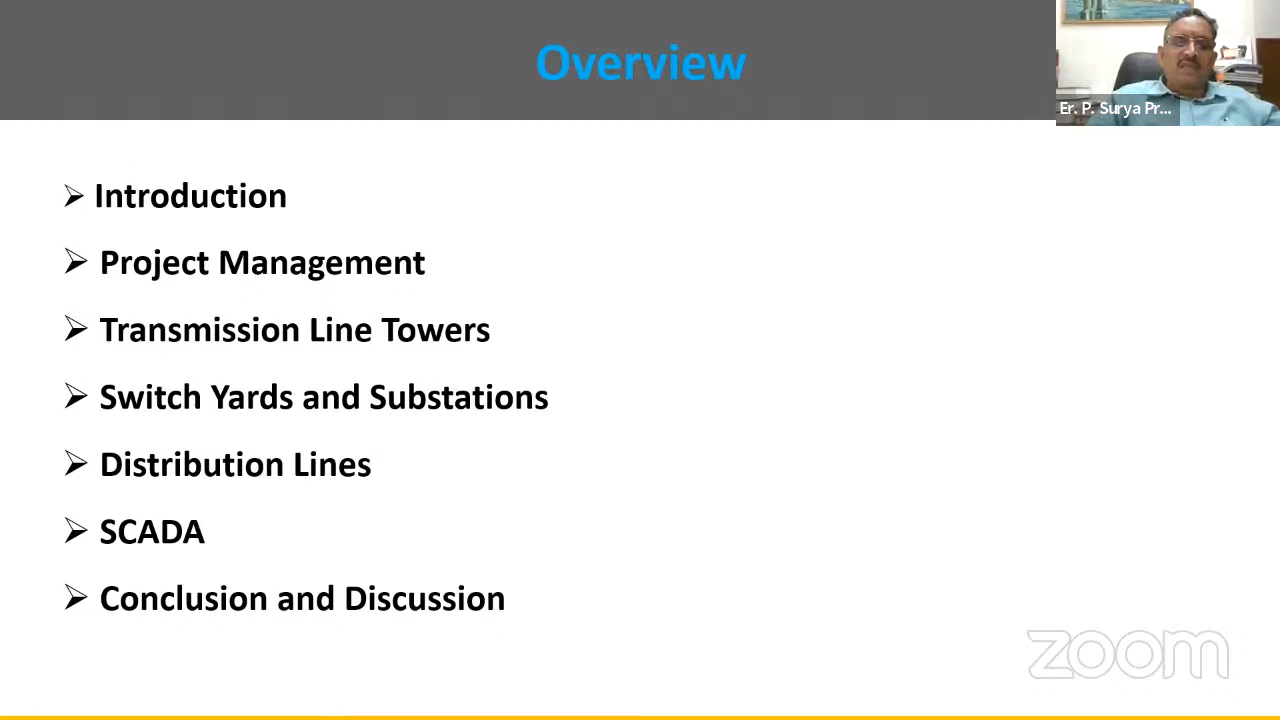 Overview
Er. P. Surya Pr...
Introduction
Project Management
Transmission Line Towers
Switch Yards and Substations
Distribution Lines
SCADA
Conclusion and Discussion
zoom